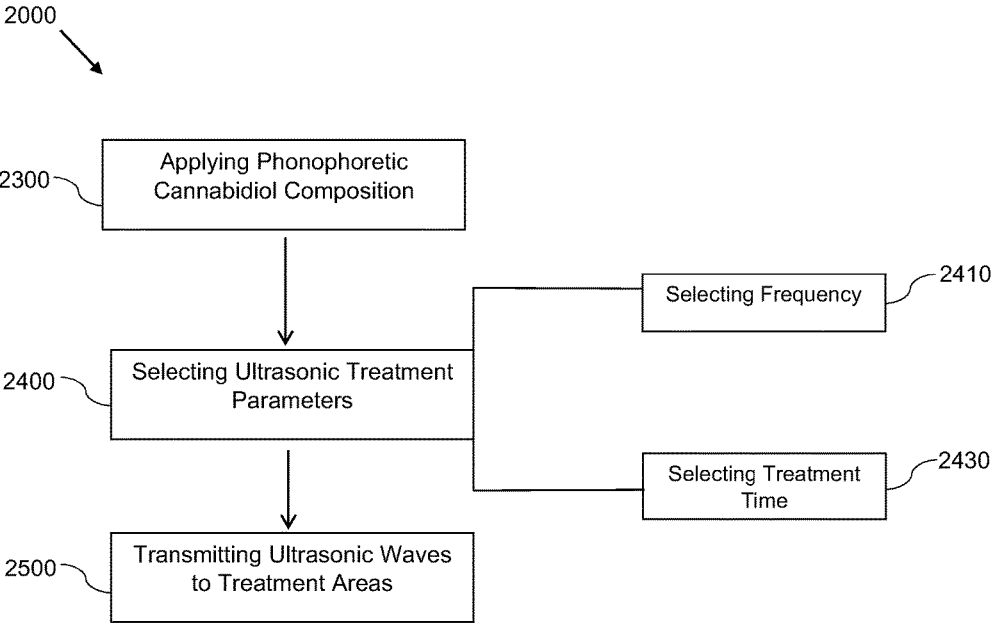 2000
Applying Phonophoretic
Cannabidiol Composition
2300
Selecting Frequency
2410
Selecting Ultrasonic Treatment
Parameters
2400
Selecting Treatment
Time
2430
Transmitting Ultrasonic Waves
to Treatment Areas
2500